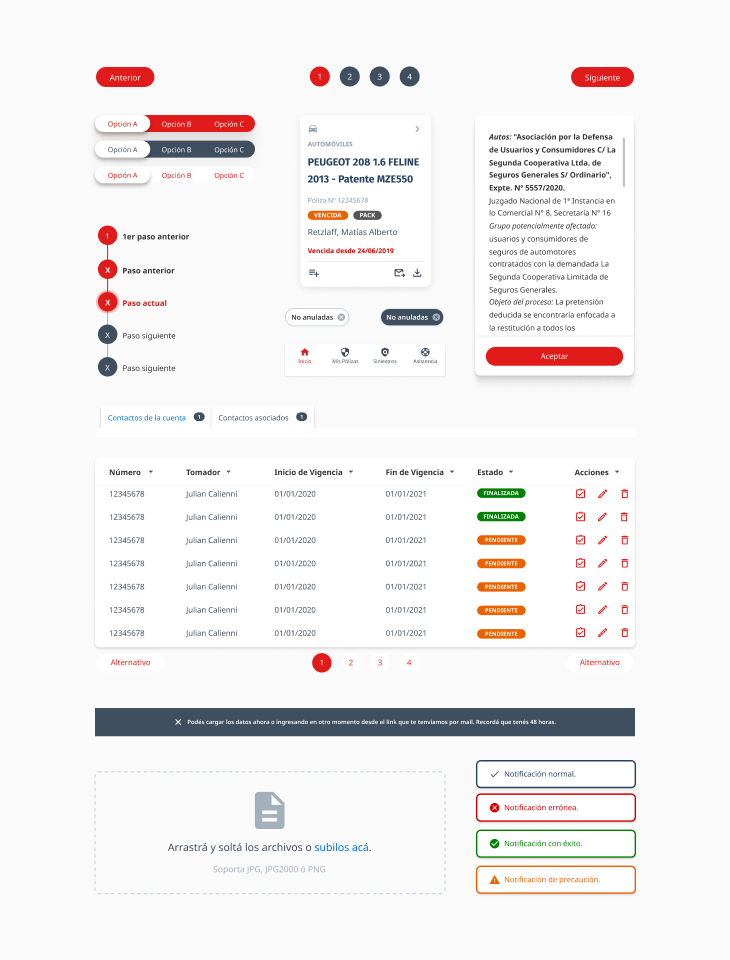 Anterior
1 2 3 4
Siguiente
Opción A Opción B Opción C
Opción A Opción B Opción C
Opción A Opción B Opción C
1 1er paso anterior
X Paso anterior
X Paso actual
X Paso siguiente
X Paso siguiente
AUTOMÓVILES
PEUGEOT 208 1.6 FELINE
2013 - Patente MZE550
Póliza Nº 12345678
VENCIDA PACK
Retzlaff, Matías Alberto
Vencida desde 24/06/2019
No anuladas No anuladas
Inicio Mis Pólizas Siniestros Asistencia
Autos: "Asociación por la Defensa
de Usuarios y Consumidores C/ La
Segunda Cooperativa Ltda. de
Seguros Generales S/ Ordinario",
Expte. Nº 5557/2020.
Juzgado Nacional de 1ª Instancia en
lo Comercial N° 8, Secretaría N° 16
Grupo potencialmente afectado:
usuarios y consumidores de
seguros de automotores
contratados con la demandada La
Segunda Cooperativa Limitada de
Seguros Generales.
Objeto del proceso: La pretensión
deducida se encontraría enfocada a
la restitución a todos los
Aceptar
Contactos de la cuenta 1 Contactos asociados 1
Número Tomador Inicio de Vigencia Fin de Vigencia Estado Acciones
12345678 Julian Calienni 01/01/2020 01/01/2021 FINALIZADA
12345678 Julian Calienni 01/01/2020 01/01/2021 FINALIZADA
12345678 Julian Calienni 01/01/2020 01/01/2021 PENDIENTE
12345678 Julian Calienni 01/01/2020 01/01/2021 PENDIENTE
12345678 Julian Calienni 01/01/2020 01/01/2021 PENDIENTE
12345678 Julian Calienni 01/01/2020 01/01/2021 PENDIENTE
12345678 Julian Calienni 01/01/2020 01/01/2021 PENDIENTE
Alternativo 1 2 3 4 Alternativo
Podés cargar los datos ahora o ingresando en otro momento desde el link que te tenviamos por mail. Recordá que tenés 48 horas.
Arrastrá y soltá los archivos o subilos acá.
Soporta JPG, JPG2000 ó PNG
Notificación normal.
Notificación errónea.
Notificación con éxito.
Notificación de precaución.